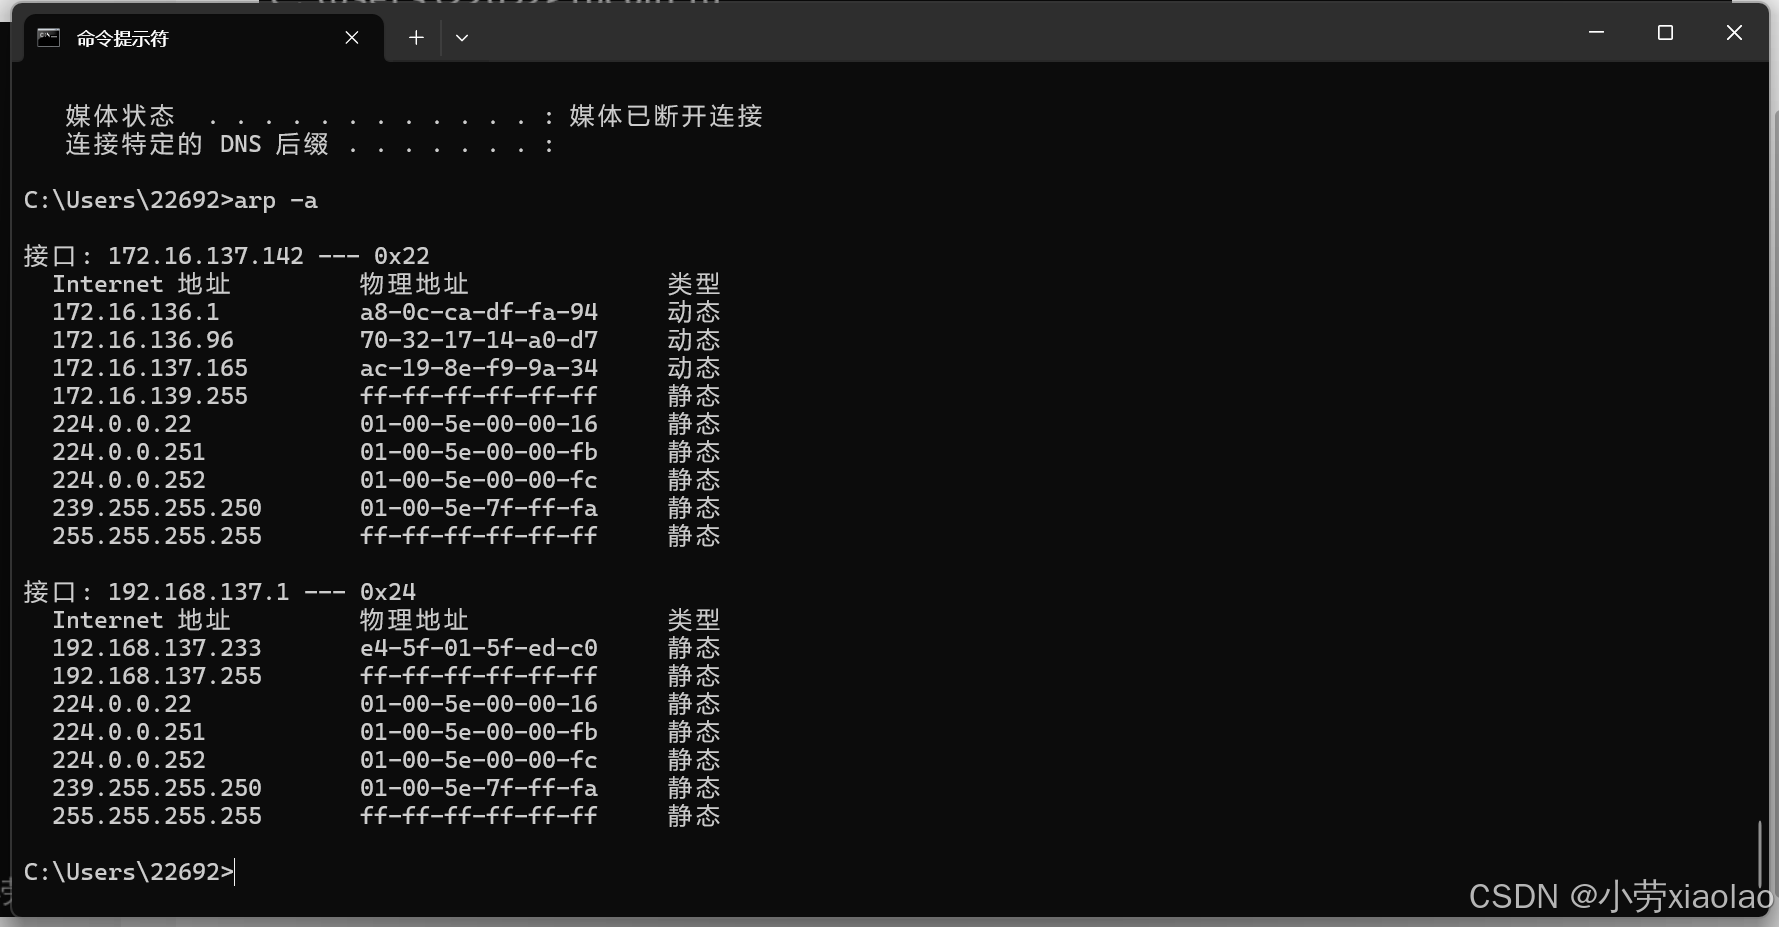 命令提示符
媒体状态 . . . . . . . . . . . . : 媒体已断开连接
连接特定的 DNS 后缀 . . . . . . . :
C:\Users\22692>arp -a
接口: 172.16.137.142 --- 0x22
Internet 地址 物理地址 类型
172.16.136.1 a8-0c-ca-df-fa-94 动态
172.16.136.96 70-32-17-14-a0-d7 动态
172.16.137.165 ac-19-8e-f9-9a-34 动态
172.16.139.255 ff-ff-ff-ff-ff-ff 静态
224.0.0.22 01-00-5e-00-00-16 静态
224.0.0.251 01-00-5e-00-00-fb 静态
224.0.0.252 01-00-5e-00-00-fc 静态
239.255.255.250 01-00-5e-7f-ff-fa 静态
255.255.255.255 ff-ff-ff-ff-ff-ff 静态
接口: 192.168.137.1 --- 0x24
Internet 地址 物理地址 类型
192.168.137.233 e4-5f-01-5f-ed-c0 静态
192.168.137.255 ff-ff-ff-ff-ff-ff 静态
224.0.0.22 01-00-5e-00-00-16 静态
224.0.0.251 01-00-5e-00-00-fb 静态
224.0.0.252 01-00-5e-00-00-fc 静态
239.255.255.250 01-00-5e-7f-ff-fa 静态
255.255.255.255 ff-ff-ff-ff-ff-ff 静态
C:\Users\22692>
CSDN @小劳xiaolao